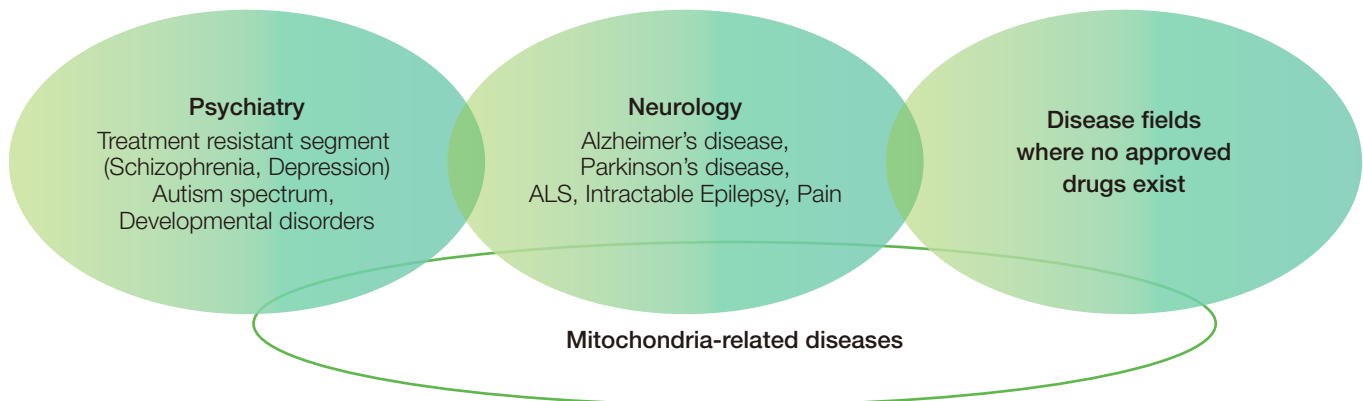 Psychiatry
Treatment resistant segment
(Schizophrenia, Depression)
Autism spectrum,
Developmental disorders
Neurology
Alzheimer’s disease,
Parkinson’s disease,
ALS, Intractable Epilepsy, Pain
Disease fields
where no approved
drugs exist
Mitochondria-related diseases